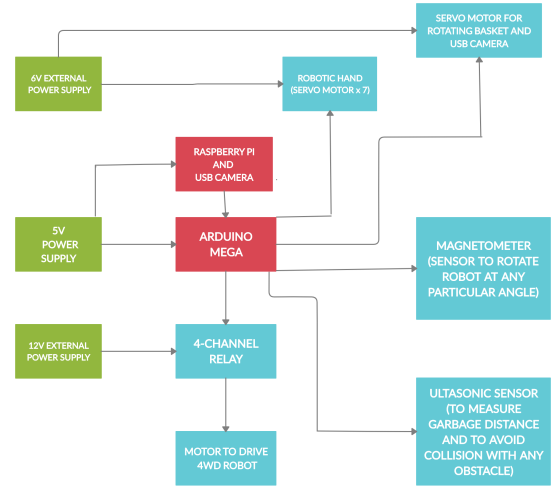 SERVO MOTOR FOR
ROTATING BASKET AND
USB CAMERA
6V EXTERNAL
POWER SUPPLY
ROBOTIC HAND
(SERVO MOTOR x 7)
RASPBERRY PI
AND
USB CAMERA
5V
POWER
SUPPLY
ARDUINO
MEGA
MAGNETOMETER
(SENSOR TO ROTATE
ROBOT AT ANY
PARTICULAR ANGLE)
12V EXTERNAL
POWER SUPPLY
4-CHANNEL
RELAY
ULTASONIC SENSOR
(TO MEASURE
GARBAGE DISTANCE
AND TO AVOID
COLLISION WITH ANY
OBSTACLE)
MOTOR TO DRIVE
4WD ROBOT